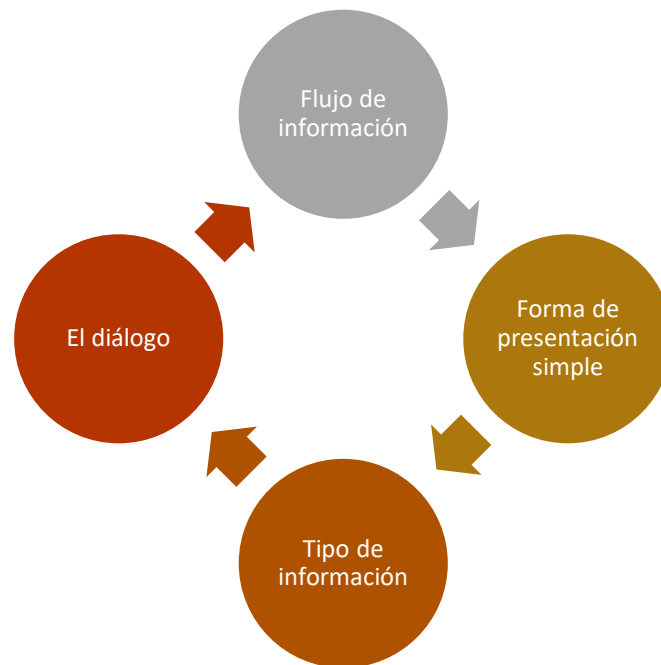 Flujo de
información
El diálogo
Forma de
presentación
simple
Tipo de
información